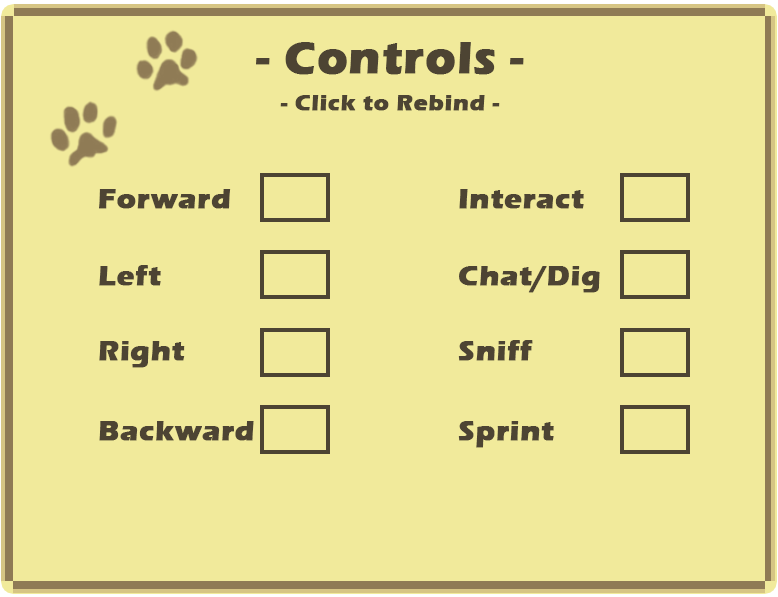 - Controls -
- Click to Rebind -
Forward
Interact
Left
Chat/Dig
Right
Sniff
Backward
Sprint